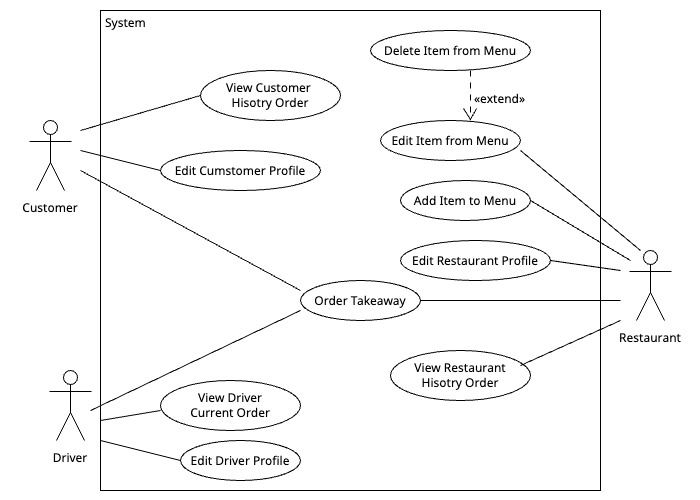 System
Delete Item from Menu
View Customer
Hisotry Order
«extend»
Edit Item from Menu
Edit Cumstomer Profile
Customer
Add Item to Menu
Edit Restaurant Profile
Order Takeaway
Restaurant
View Restaurant
Hisotry Order
View Driver
Current Order
Driver
Edit Driver Profile